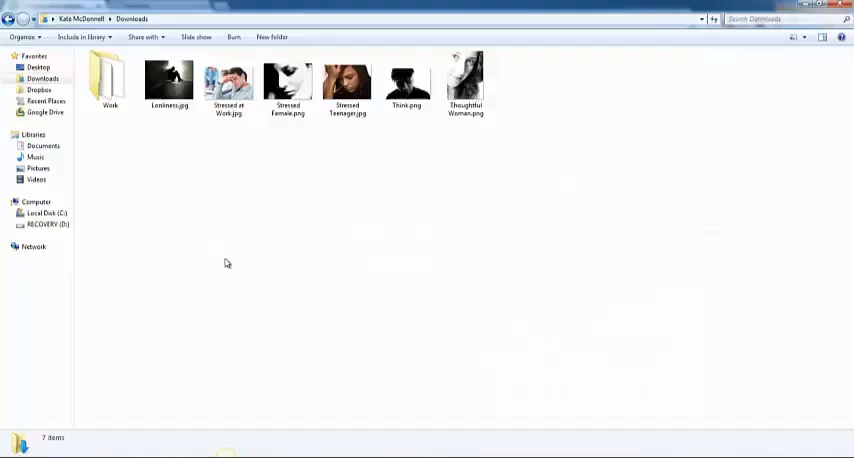 Kate McDonnell ▸ Downloads
Search Downloads
Organize Include in library Share with Slide show Burn New folder
Favorites
Desktop
Downloads
Dropbox
Recent Places
Google Drive
Libraries
Documents
Music
Pictures
Videos
Computer
Local Disk (C:)
RECOVERY (D:)
Network
Work
Lonliness.jpg
Stressed at
Work.jpg
Stressed
Female.png
Stressed
Teenager.jpg
Think.png
Thoughtful
Woman.png
7 items